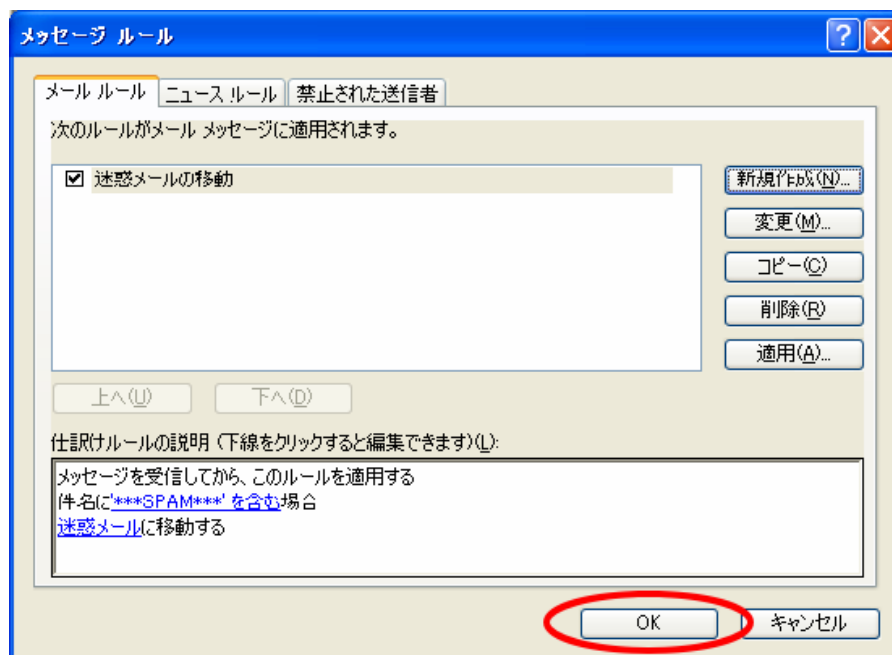 メッセージ ルール
メール ルール ニュース ルール 禁止された送信者
次のルールがメール メッセージに適用されます。
迷惑メールの移動
新規作成(N)...
変更(M)...
コピー(C)
削除(R)
適用(A)...
上へ(U) 下へ(D)
仕訳けルールの説明 (下線をクリックすると編集できます)(L):
メッセージを受信してから、このルールを適用する
件名に'***SPAM***' を含む場合
迷惑メールに移動する
OK キャンセル